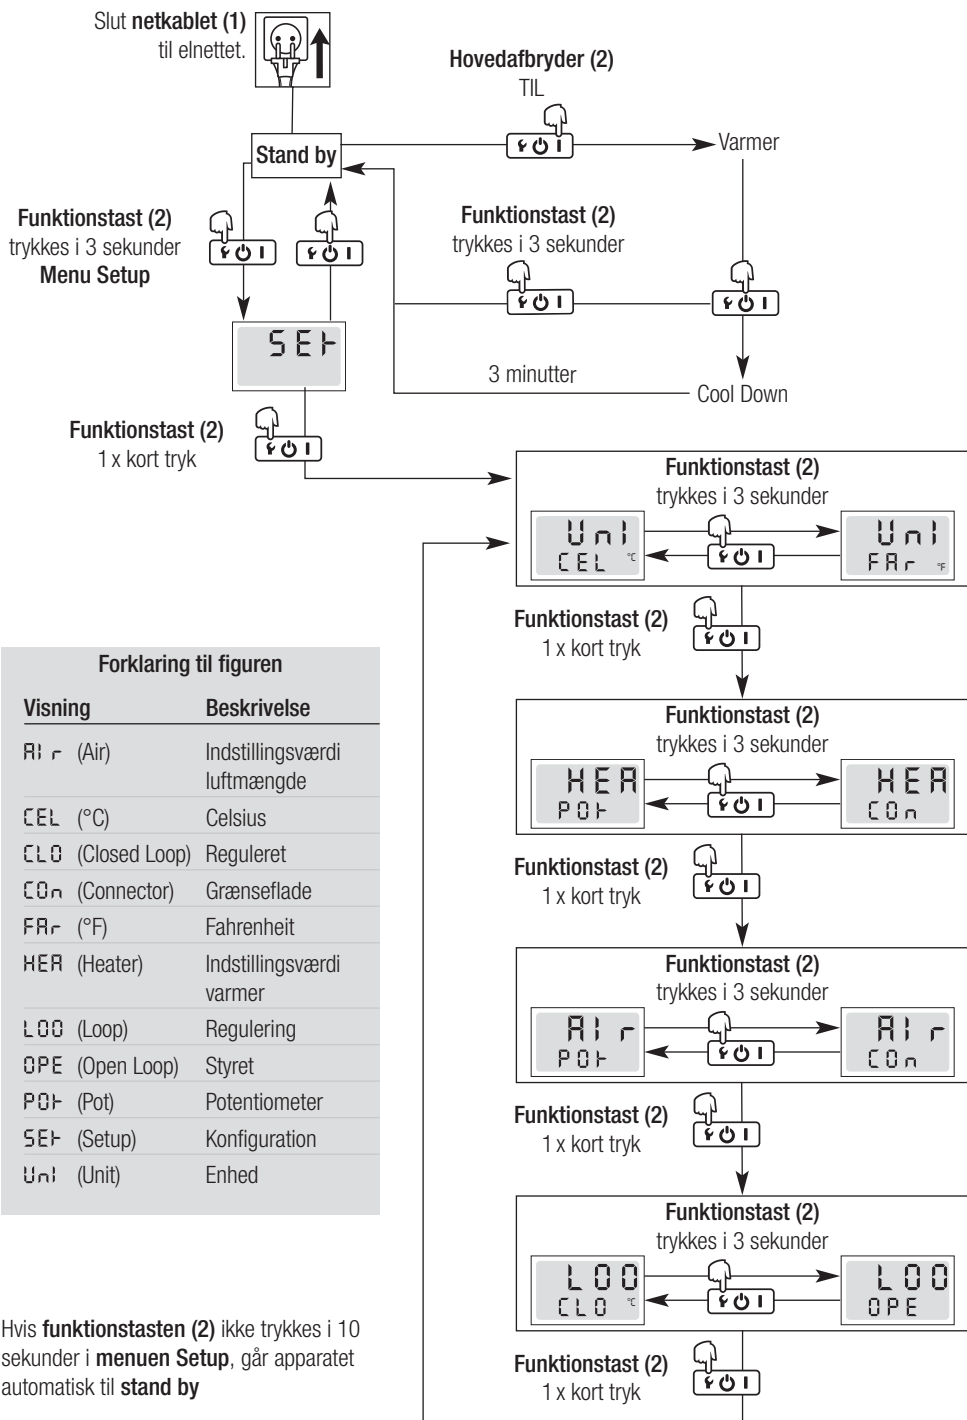 Slut netkablet (1)
til elnettet.
Hovedafbryder (2)
TIL
Stand by
Varmer
Funktionstast (2)
trykkes i 3 sekunder
Menu Setup
Funktionstast (2)
trykkes i 3 sekunder
SEt
3 minutter
Cool Down
Funktionstast (2)
1 x kort tryk
Funktionstast (2)
trykkes i 3 sekunder
UnI
CEL °C
UnI
FAr °F
Funktionstast (2)
1 x kort tryk
Funktionstast (2)
trykkes i 3 sekunder
HEA
POt
HEA
COn
Funktionstast (2)
1 x kort tryk
Funktionstast (2)
trykkes i 3 sekunder
AIr
POt
AIr
COn
Funktionstast (2)
1 x kort tryk
Funktionstast (2)
trykkes i 3 sekunder
LOO
CLO °C
LOO
OPE
Funktionstast (2)
1 x kort tryk
Forklaring til figuren
Visning Beskrivelse
AIr (Air) Indstillingsværdi
luftmængde
CEL (°C) Celsius
CLO (Closed Loop) Reguleret
COn (Connector) Grænseflade
FAr (°F) Fahrenheit
HEA (Heater) Indstillingsværdi
varmer
LOO (Loop) Regulering
OPE (Open Loop) Styret
POt (Pot) Potentiometer
SEt (Setup) Konfiguration
UnI (Unit) Enhed
Hvis funktionstasten (2) ikke trykkes i 10
sekunder i menuen Setup, går apparatet
automatisk til stand by